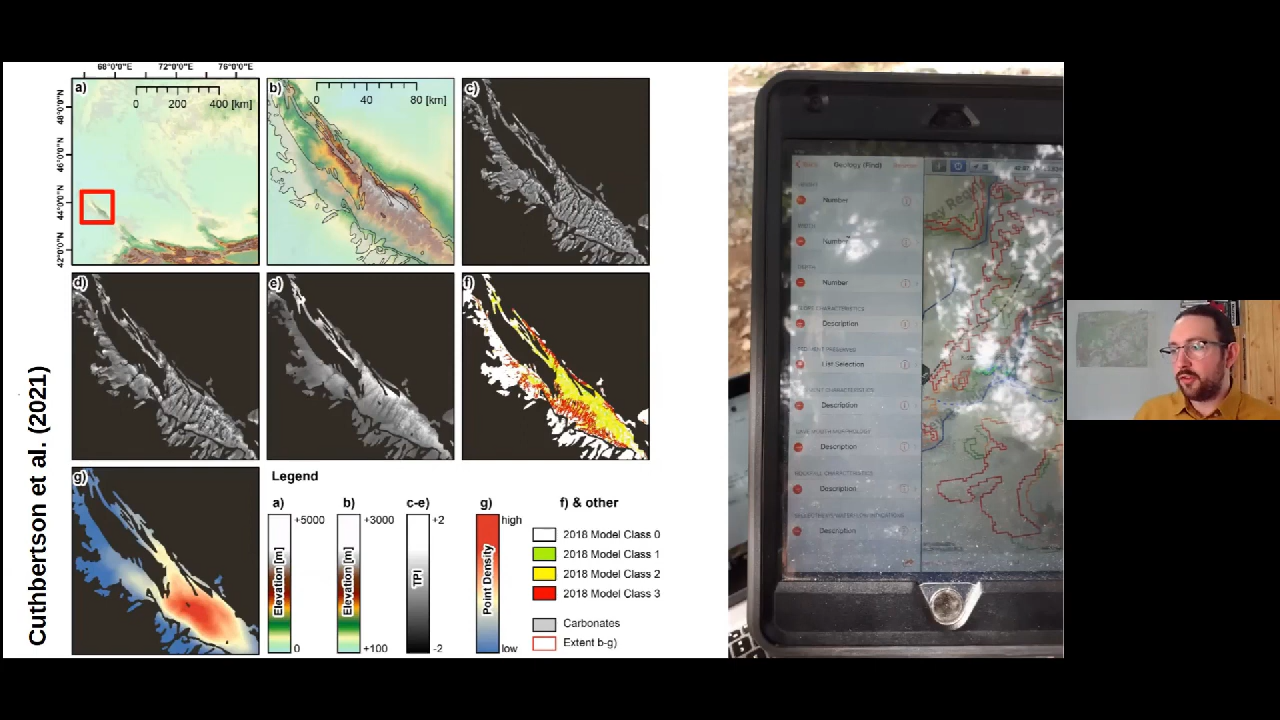 Cuthbertson et al. (2021)
68°0'0"E 72°0'0"E 76°0'0"E
48°0'0"N
46°0'0"N
44°0'0"N
42°0'0"N
a)
0 200 400 [km]
b)
0 40 80 [km]
c)
d)
e)
f)
g)
Legend
a) b) c-e) g) f) & other
+5000
Elevation [m]
0
+3000
Elevation [m]
+100
+2
TPI
-2
high
Point Density
low
2018 Model Class 0
2018 Model Class 1
2018 Model Class 2
2018 Model Class 3
Carbonates
Extent b-g)
Geology (Find)
Number
Number
Number
Description
List Selection
Description
Description
Description
Description